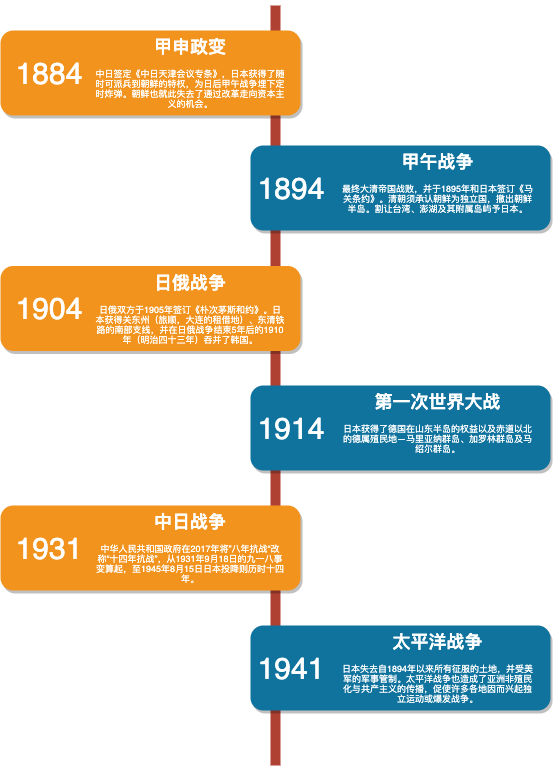 甲申政变
1884
中日签定《中日天津会议专条》，日本获得了随
时可派兵到朝鲜的特权，为日后甲午战争埋下定
时炸弹。朝鲜也就此失去了通过改革走向资本主
义的机会。
甲午战争
1894
最终大清帝国战败，并于1895年和日本签订《马
关条约》。清朝须承认朝鲜为独立国，撤出朝鲜
半岛。割让台湾、澎湖及其附属岛屿予日本。
日俄战争
1904
日俄双方于1905年签订《朴次茅斯和约》。日
本获得关东州（旅顺，大连的租借地）、东清铁
路的南部支线，并在日俄战争结束5年后的1910
年（明治四十三年）吞并了韩国。
第一次世界大战
1914
日本获得了德国在山东半岛的权益以及赤道以北
的德属殖民地－马里亚纳群岛、加罗林群岛及马
绍尔群岛。
中日战争
1931
中华人民共和国政府在2017年将"八年抗战"改
称"十四年抗战"，从1931年9月18日的九一八事
变算起，至1945年8月15日日本投降则历时十四
年。
太平洋战争
1941
日本失去自1894年以来所有征服的土地，并受美
军的军事管制。太平洋战争也造成了亚洲非殖民
化与共产主义的传播，促使许多各地因而兴起独
立运动或爆发战争。